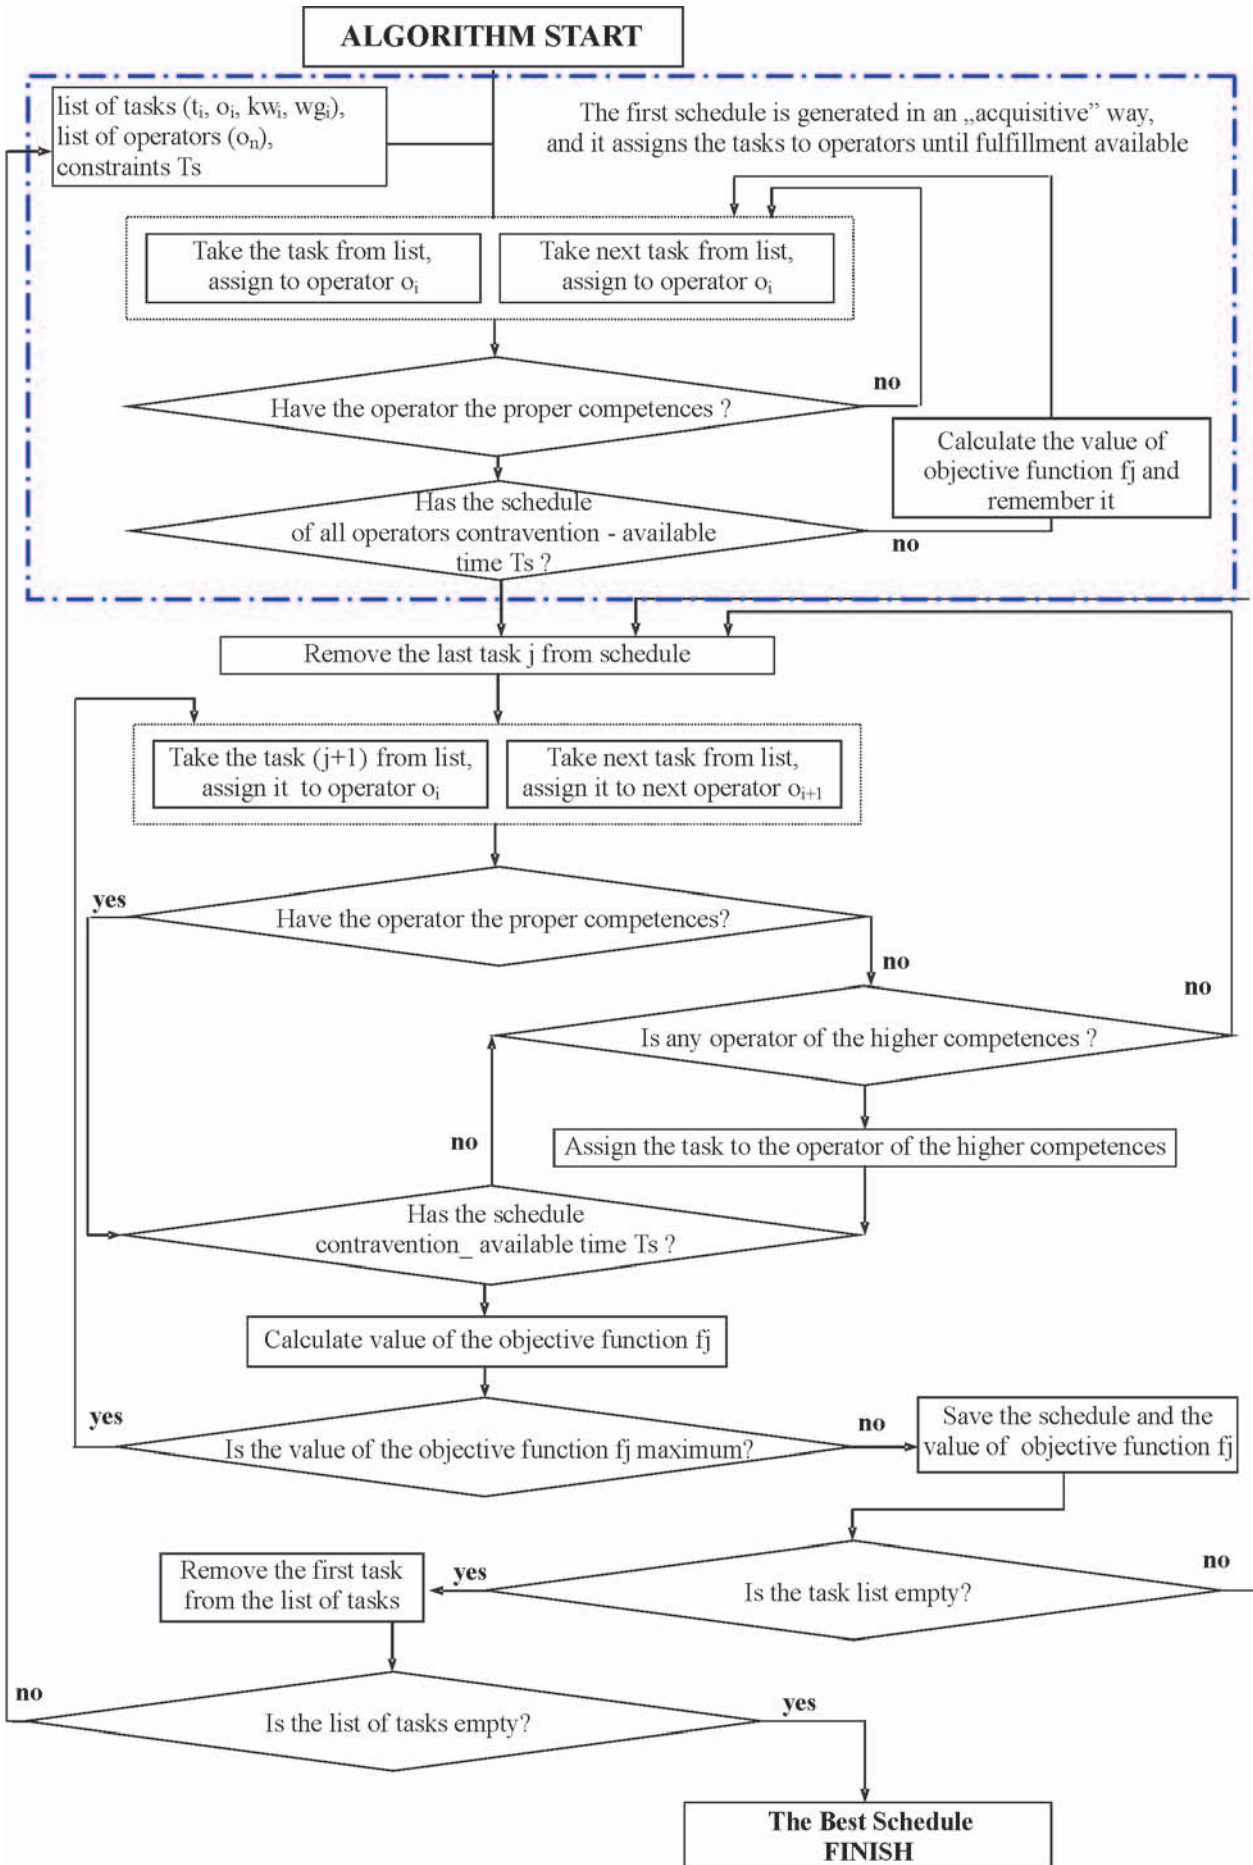 ALGORITHM START
list of tasks (tᵢ, oᵢ, kwᵢ, wgᵢ),
list of operators (oₙ),
constraints Ts
The first schedule is generated in an „acquisitive” way,
and it assigns the tasks to operators until fulfillment available
Take the task from list,
assign to operator oᵢ
Take next task from list,
assign to operator oᵢ
Have the operator the proper competences ?
no
Calculate the value of
objective function fj and
remember it
Has the schedule
of all operators contravention - available
time Ts ?
no
Remove the last task j from schedule
Take the task (j+1) from list,
assign it to operator oᵢ
Take next task from list,
assign it to next operator oᵢ₊₁
yes
Have the operator the proper competences?
no
no
Is any operator of the higher competences ?
no
Assign the task to the operator of the higher competences
Has the schedule
contravention_ available time Ts ?
Calculate value of the objective function fj
yes
Is the value of the objective function fj maximum?
no
Save the schedule and the
value of objective function fj
Remove the first task
from the list of tasks
yes
Is the task list empty?
no
no
Is the list of tasks empty?
yes
The Best Schedule
FINISH